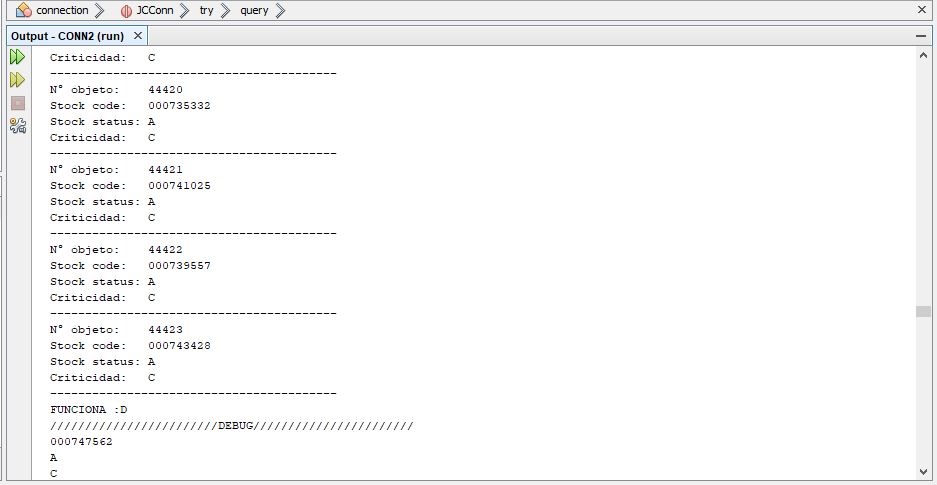 connection JCConn try query
Output - CONN2 (run)
Criticidad: C
-----------------------------------------
N° objeto: 44420
Stock code: 000735332
Stock status: A
Criticidad: C
-----------------------------------------
N° objeto: 44421
Stock code: 000741025
Stock status: A
Criticidad: C
-----------------------------------------
N° objeto: 44422
Stock code: 000739557
Stock status: A
Criticidad: C
-----------------------------------------
N° objeto: 44423
Stock code: 000743428
Stock status: A
Criticidad: C
-----------------------------------------
FUNCIONA :D
////////////////////////DEBUG///////////////////////
000747562
A
C